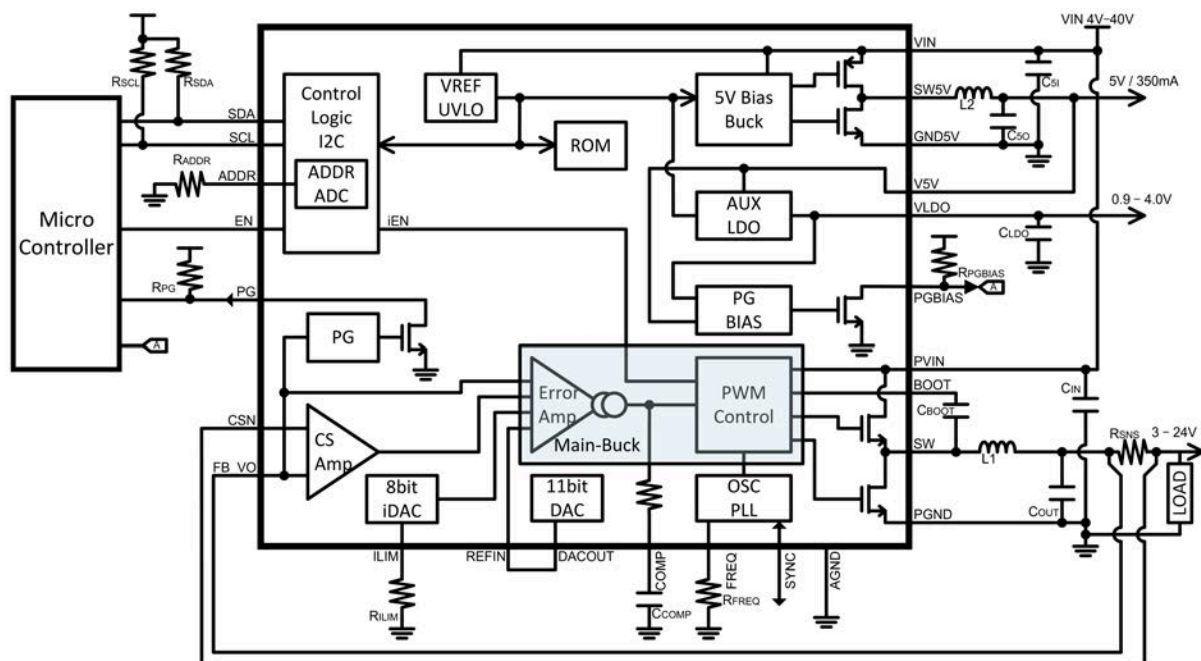 VIN 4V–40V
VIN
RSCL
RSDA
Control
Logic
I2C
VREF
UVLO
5V Bias
Buck
C5I
SW5V
5V / 350mA
L2
C5O
GND5V
SDA
SCL
ROM
RADDR
ADDR
ADDR
ADC
V5V
Micro
Controller
EN
iEN
AUX
LDO
VLDO
0.9 – 4.0V
CLDO
RPG
PG
PG
BIAS
RPGBIAS
PGBIAS
A
PG
A
Error
Amp
PWM
Control
Main-Buck
PVIN
BOOT
CIN
CBOOT
CSN
CS
Amp
SW
L1
RSNS
3 – 24V
FB_VO
8bit
iDAC
11bit
DAC
OSC
PLL
PGND
COUT
LOAD
ILIM
REFIN
DACOUT
COMP
FREQ
SYNC
AGND
RILIM
CCOMP
RFREQ